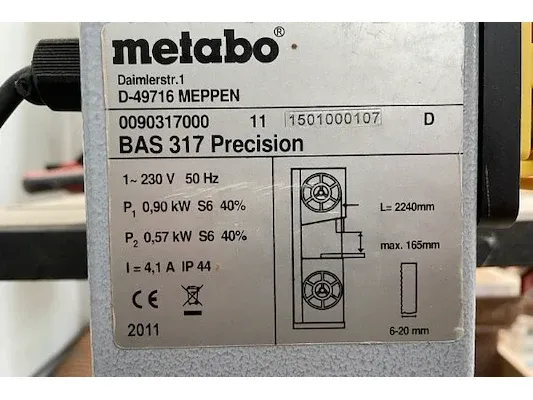 metabo®
Daimlerstr.1
D-49716 MEPPEN
0090317000 11 1501000107 D
BAS 317 Precision
1~ 230 V 50 Hz
P₁ 0,90 kW S6 40%
P₂ 0,57 kW S6 40%
I = 4,1 A IP 44
CE
2011
L= 2240mm
max. 165mm
6-20 mm